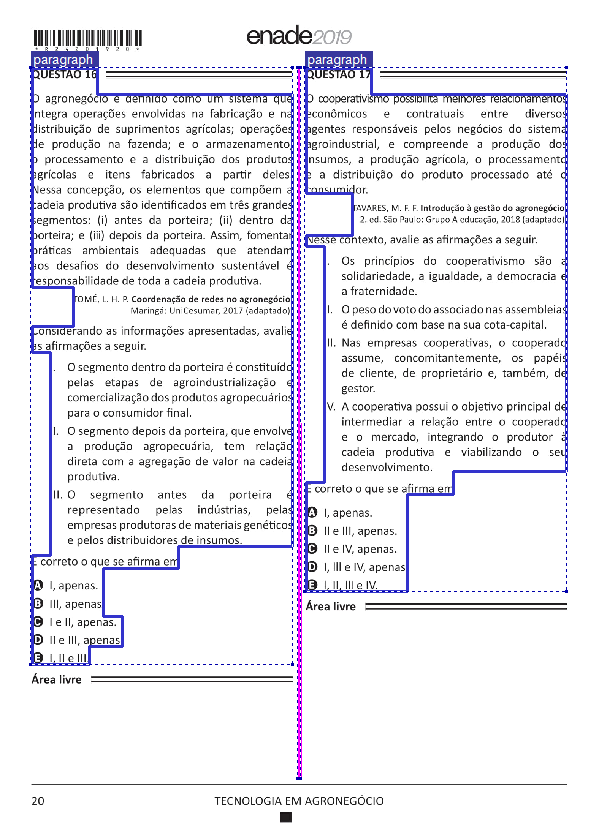 *R24201920*
enade2019
paragraph
QUESTÃO 16
O agronegócio é definido como um sistema que
integra operações envolvidas na fabricação e na
distribuição de suprimentos agrícolas; operações
de produção na fazenda; e o armazenamento,
o processamento e a distribuição dos produtos
agrícolas e itens fabricados a partir deles.
Nessa concepção, os elementos que compõem a
cadeia produtiva são identificados em três grandes
segmentos: (i) antes da porteira; (ii) dentro da
porteira; e (iii) depois da porteira. Assim, fomentar
práticas ambientais adequadas que atendam
aos desafios do desenvolvimento sustentável é
responsabilidade de toda a cadeia produtiva.
TOMÉ, L. H. P. Coordenação de redes no agronegócio.
Maringá: UniCesumar, 2017 (adaptado).
Considerando as informações apresentadas, avalie
as afirmações a seguir.
I. O segmento dentro da porteira é constituído
pelas etapas de agroindustrialização e
comercialização dos produtos agropecuários
para o consumidor final.
II. O segmento depois da porteira, que envolve
a produção agropecuária, tem relação
direta com a agregação de valor na cadeia
produtiva.
III. O segmento antes da porteira é
representado pelas indústrias, pelas
empresas produtoras de materiais genéticos
e pelos distribuidores de insumos.
É correto o que se afirma em
A I, apenas.
B III, apenas.
C I e II, apenas.
D II e III, apenas.
E I, II e III.
Área livre
paragraph
QUESTÃO 17
O cooperativismo possibilita melhores relacionamentos
econômicos e contratuais entre diversos
agentes responsáveis pelos negócios do sistema
agroindustrial, e compreende a produção dos
insumos, a produção agrícola, o processamento
e a distribuição do produto processado até o
consumidor.
TAVARES, M. F. F. Introdução à gestão do agronegócio.
2. ed. São Paulo: Grupo A educação, 2018 (adaptado).
Nesse contexto, avalie as afirmações a seguir.
I. Os princípios do cooperativismo são a
solidariedade, a igualdade, a democracia e
a fraternidade.
II. O peso do voto do associado nas assembleias
é definido com base na sua cota-capital.
III. Nas empresas cooperativas, o cooperado
assume, concomitantemente, os papéis
de cliente, de proprietário e, também, de
gestor.
IV. A cooperativa possui o objetivo principal de
intermediar a relação entre o cooperado
e o mercado, integrando o produtor à
cadeia produtiva e viabilizando o seu
desenvolvimento.
É correto o que se afirma em
A I, apenas.
B II e III, apenas.
C II e IV, apenas.
D I, III e IV, apenas.
E I, II, III e IV.
Área livre
20
TECNOLOGIA EM AGRONEGÓCIO